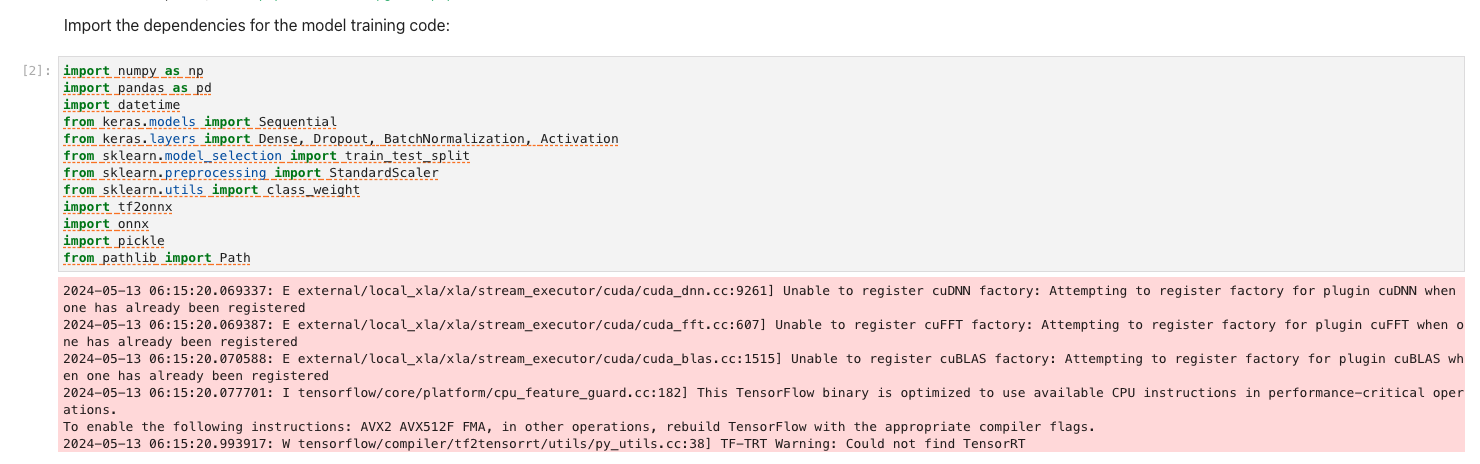 Import the dependencies for the model training code:
[2]:
import numpy as np
import pandas as pd
import datetime
from keras.models import Sequential
from keras.layers import Dense, Dropout, BatchNormalization, Activation
from sklearn.model_selection import train_test_split
from sklearn.preprocessing import StandardScaler
from sklearn.utils import class_weight
import tf2onnx
import onnx
import pickle
from pathlib import Path
2024-05-13 06:15:20.069337: E external/local_xla/xla/stream_executor/cuda/cuda_dnn.cc:9261] Unable to register cuDNN factory: Attempting to register factory for plugin cuDNN when
one has already been registered
2024-05-13 06:15:20.069387: E external/local_xla/xla/stream_executor/cuda/cuda_fft.cc:607] Unable to register cuFFT factory: Attempting to register factory for plugin cuFFT when o
ne has already been registered
2024-05-13 06:15:20.070588: E external/local_xla/xla/stream_executor/cuda/cuda_blas.cc:1515] Unable to register cuBLAS factory: Attempting to register factory for plugin cuBLAS wh
en one has already been registered
2024-05-13 06:15:20.077701: I tensorflow/core/platform/cpu_feature_guard.cc:182] This TensorFlow binary is optimized to use available CPU instructions in performance-critical oper
ations.
To enable the following instructions: AVX2 AVX512F FMA, in other operations, rebuild TensorFlow with the appropriate compiler flags.
2024-05-13 06:15:20.993917: W tensorflow/compiler/tf2tensorrt/utils/py_utils.cc:38] TF-TRT Warning: Could not find TensorRT